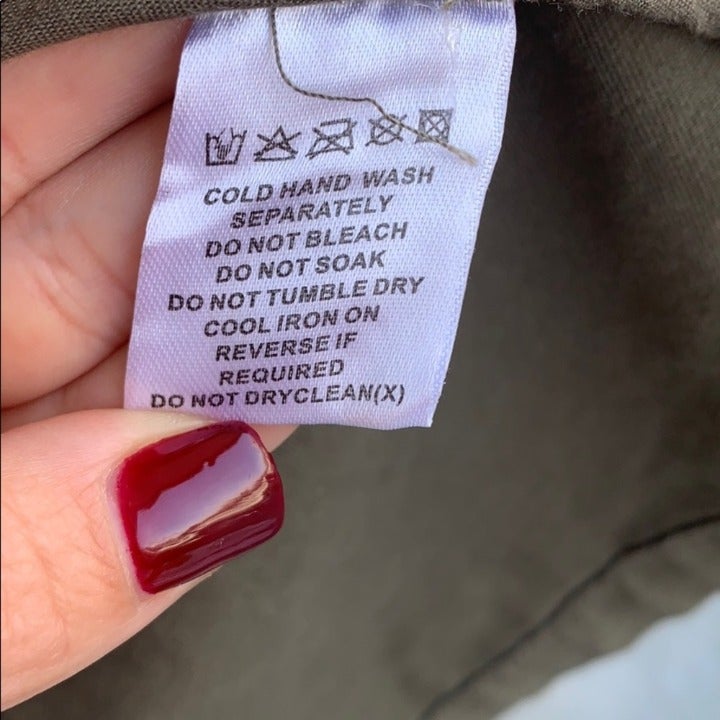 COLD HAND WASH
SEPARATELY
DO NOT BLEACH
DO NOT SOAK
DO NOT TUMBLE DRY
COOL IRON ON
REVERSE IF
REQUIRED
DO NOT DRYCLEAN(X)